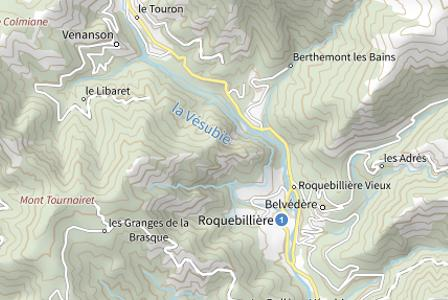 e Colmiane
le Touron
Venanson
Berthemont les Bains
le Libaret
la Vésubie
les Adrès
Roquebillière Vieux
Mont Tournairet
Belvédère
Roquebillière
1
les Granges de la
Brasque